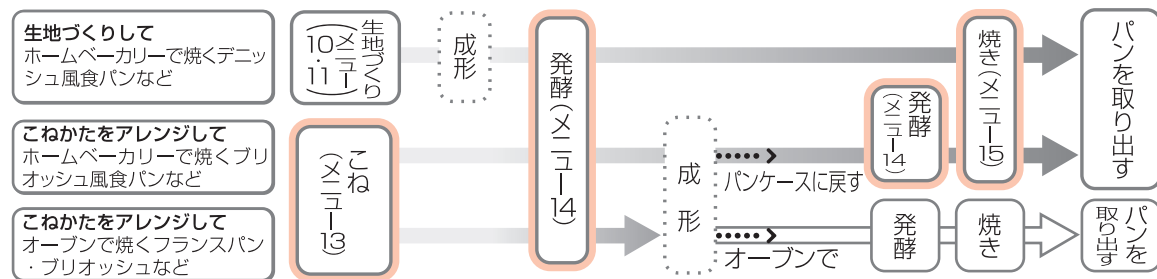 生地づくりして
ホームベーカリーで焼くデニッ
シュ風食パンなど
生地づくり
(メニュー
10・11)
成形
発酵(メニュー14)
焼き(メニュー15)
パンを取り出す
こねかたをアレンジして
ホームベーカリーで焼くブリ
オッシュ風食パンなど
こね
(メニュー13)
成形
パンケースに戻す
発酵
(メニュー14)
こねかたをアレンジして
オーブンで焼くフランスパン
・ブリオッシュなど
オーブンで
発酵
焼き
パンを
取り出す